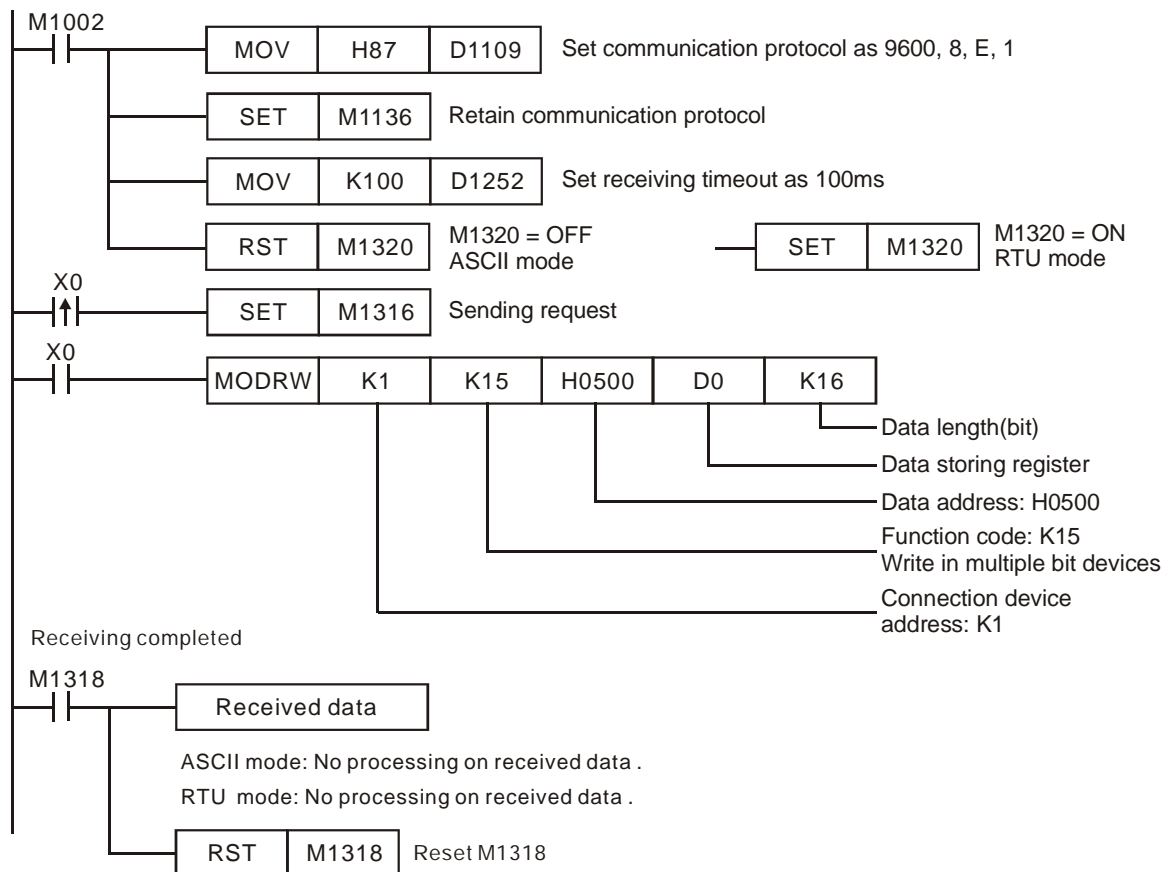 M1002
MOV H87 D1109 Set communication protocol as 9600, 8, E, 1
SET M1136 Retain communication protocol
MOV K100 D1252 Set receiving timeout as 100ms
RST M1320 M1320 = OFF
ASCII mode
SET M1320 M1320 = ON
RTU mode
X0
SET M1316 Sending request
X0
MODRW K1 K15 H0500 D0 K16
Data length(bit)
Data storing register
Data address: H0500
Function code: K15
Write in multiple bit devices
Connection device
address: K1
Receiving completed
M1318
Received data
ASCII mode: No processing on received data .
RTU mode: No processing on received data .
RST M1318 Reset M1318